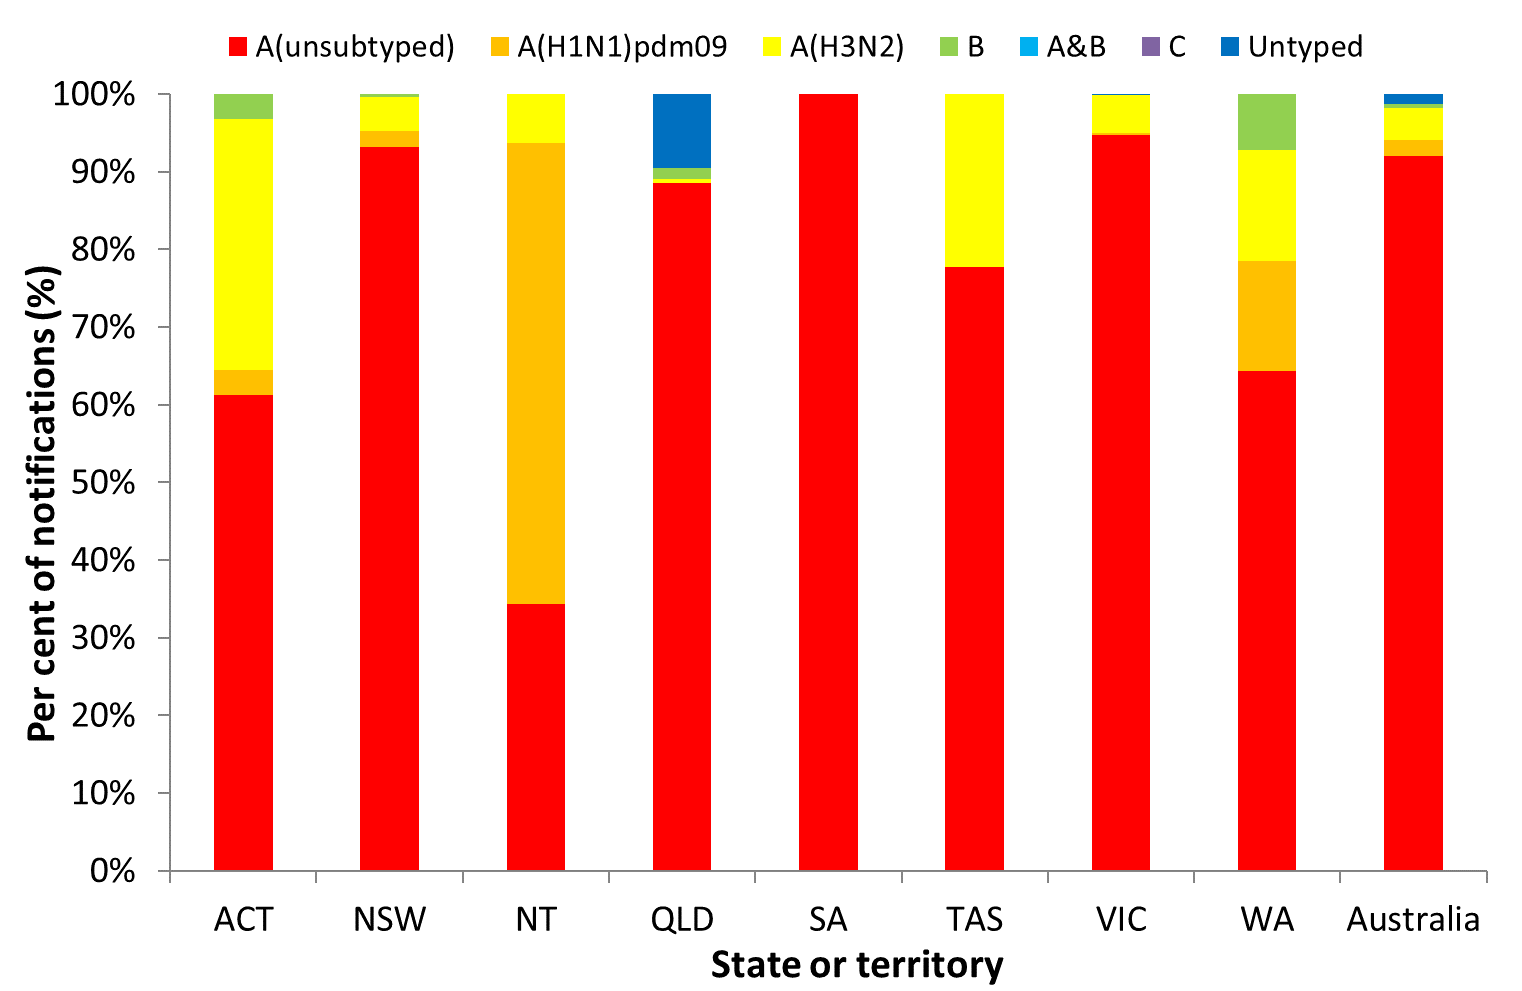 A(unsubtyped) A(H1N1)pdm09 A(H3N2) B A&B C Untyped
100%
90%
80%
70%
60%
50%
40%
30%
20%
10%
0%
Per cent of notifications (%)
ACT NSW NT QLD SA TAS VIC WA Australia
State or territory